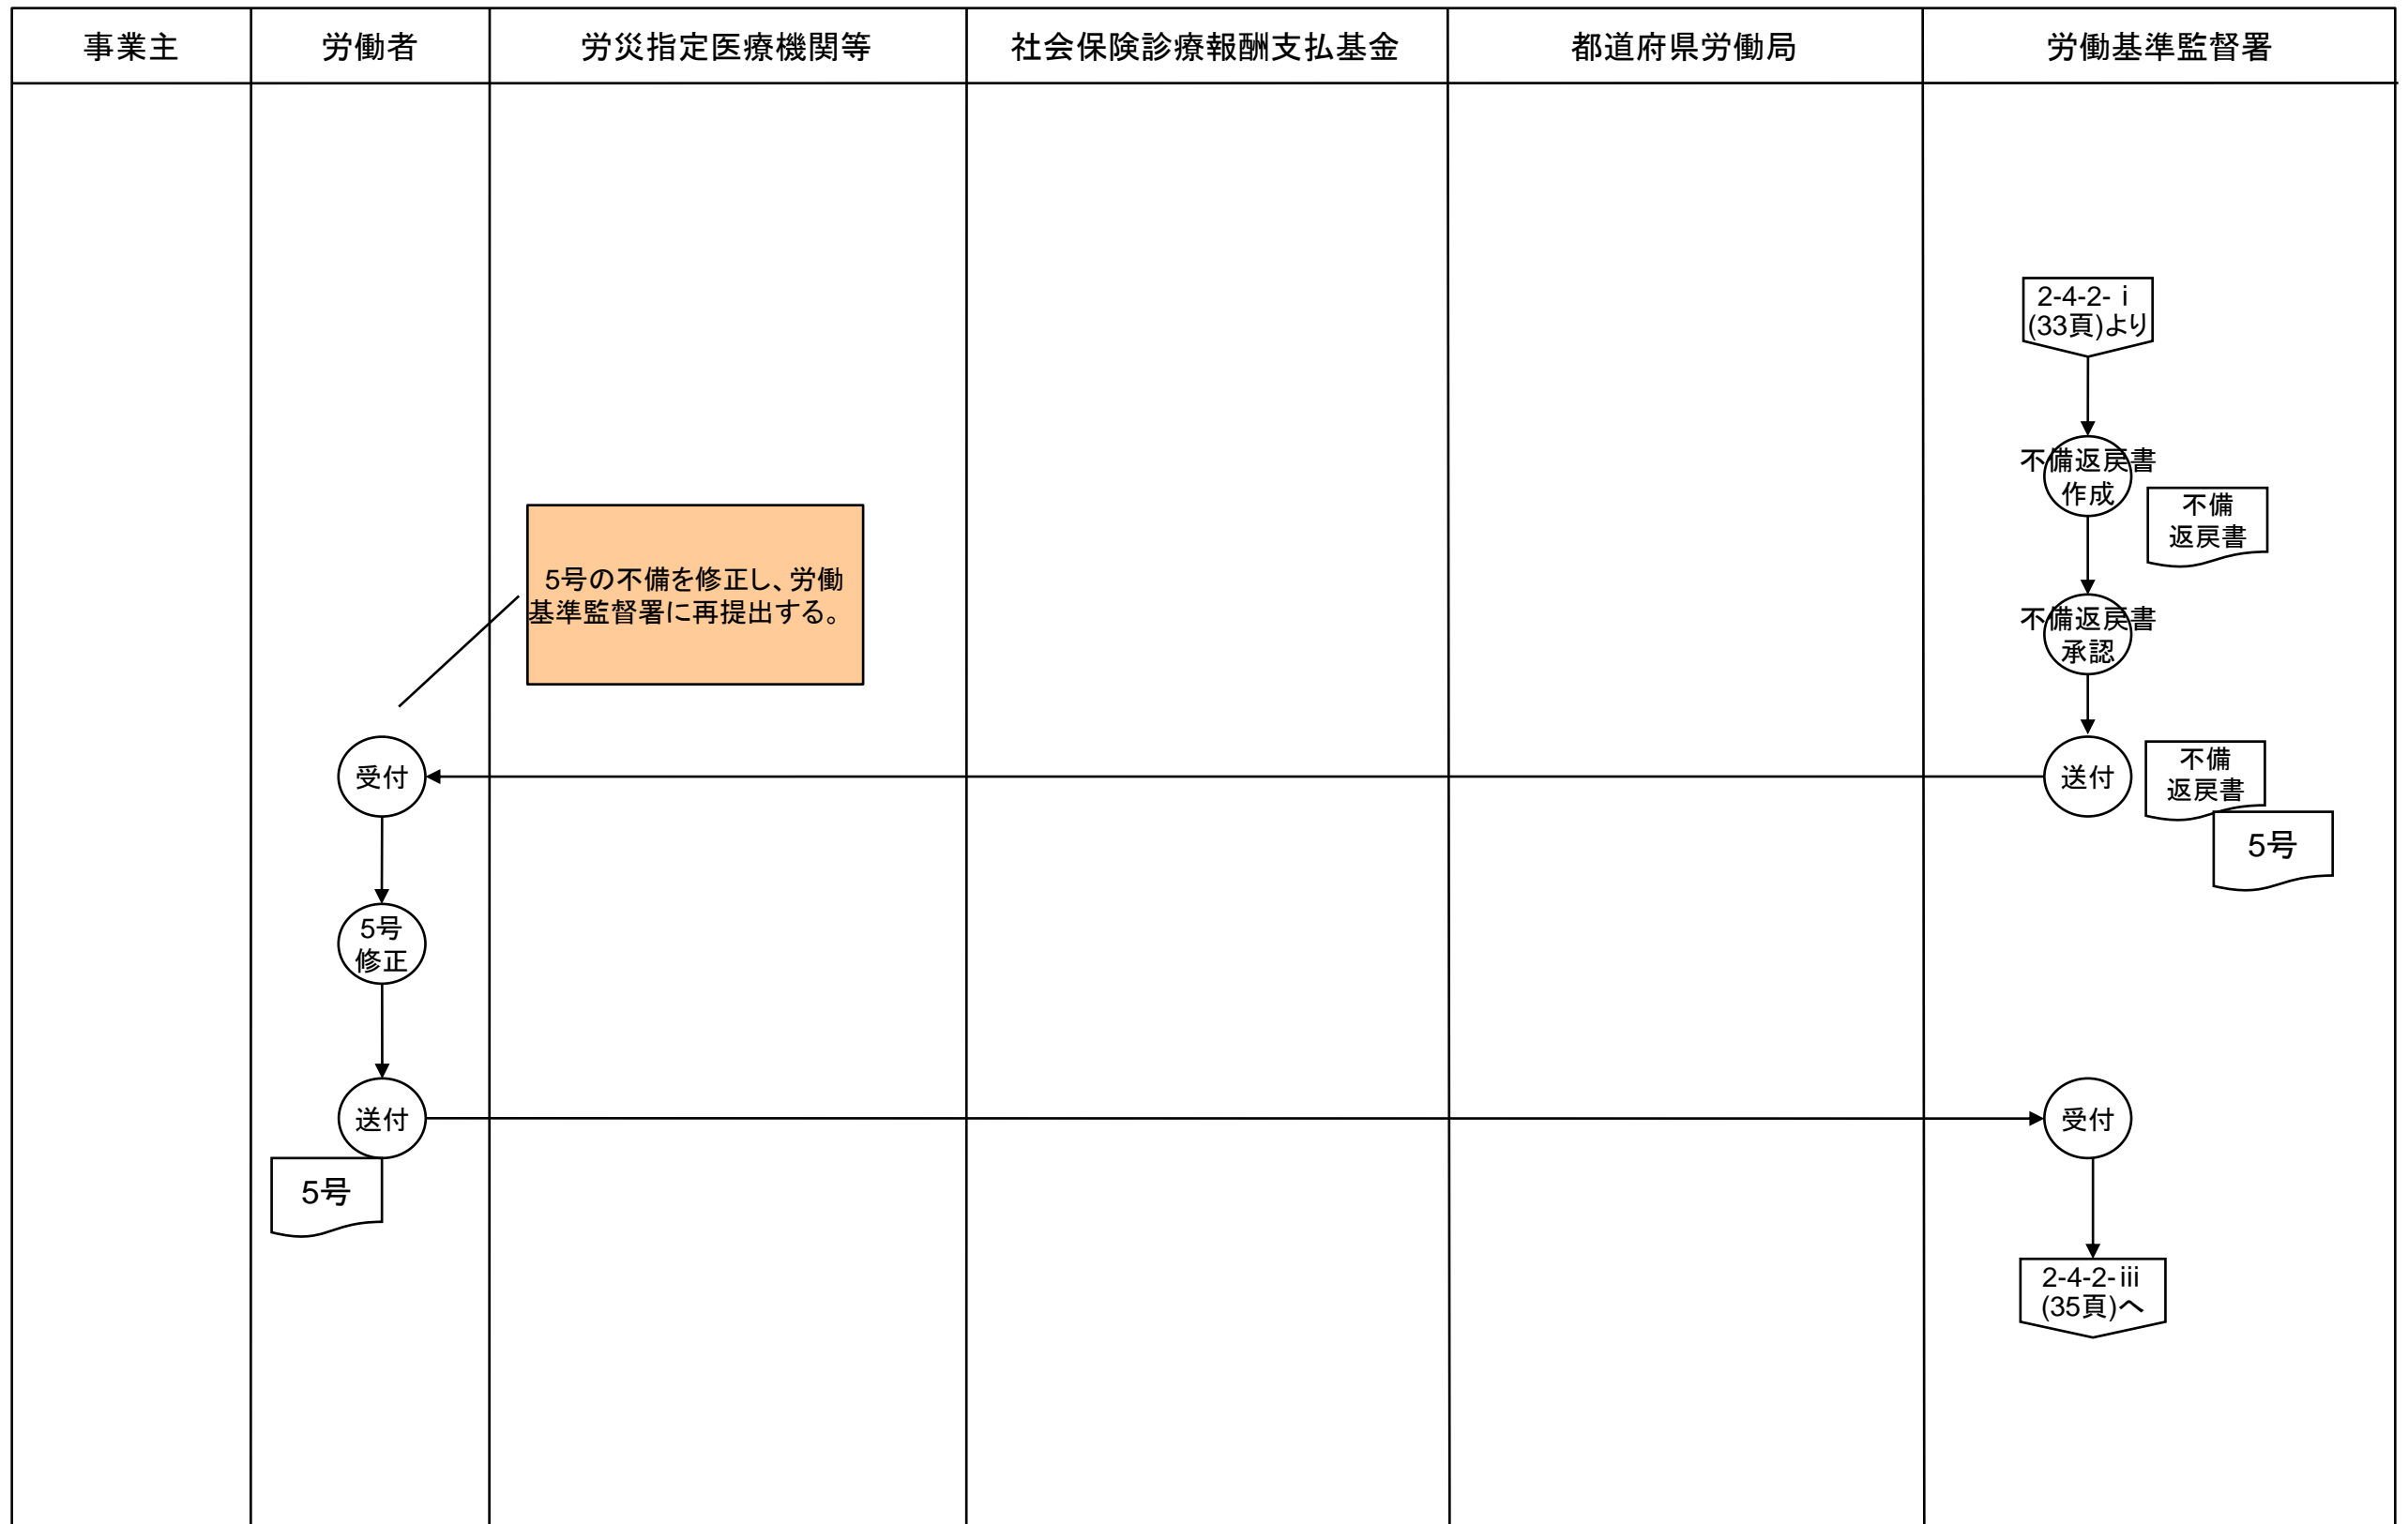 事業主
労働者
労災指定医療機関等
社会保険診療報酬支払基金
都道府県労働局
労働基準監督署
2-4-2-ⅰ
(33頁)より
不備返戻書
作成
不備
返戻書
5号の不備を修正し、労働
基準監督署に再提出する。
不備返戻書
承認
受付
送付
不備
返戻書
5号
5号
修正
送付
受付
5号
2-4-2-ⅲ
(35頁)へ